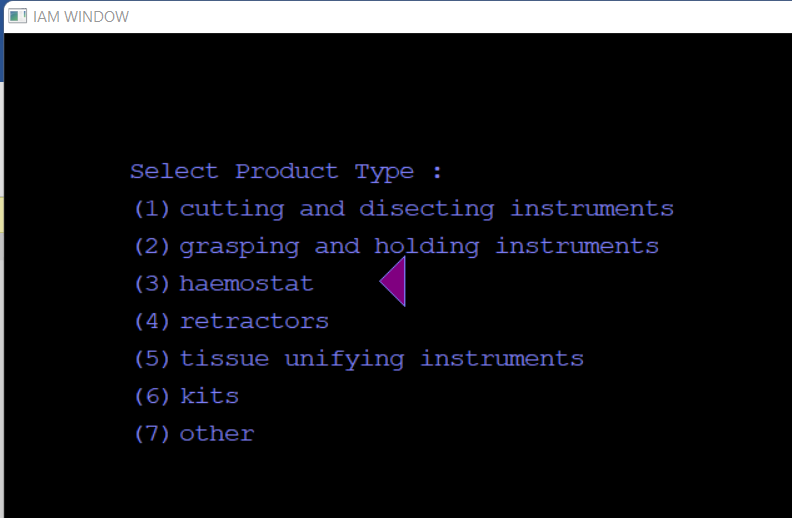 IAM WINDOW
Select Product Type :
(1) cutting and disecting instruments
(2) grasping and holding instruments
(3) haemostat
(4) retractors
(5) tissue unifying instruments
(6) kits
(7) other